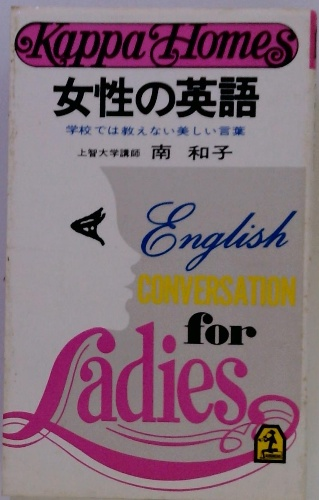 Kappa Homes
女性の英語
学校では教えない美しい言葉
上智大学講師 南 和子
English
CONVERSATION
for
Ladies